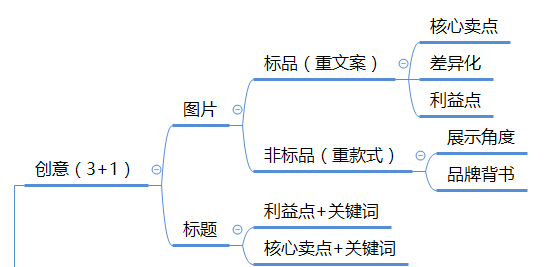 创意（3+1）
图片
标品（重文案）
核心卖点
差异化
利益点
非标品（重款式）
展示角度
品牌背书
标题
利益点+关键词
核心卖点+关键词